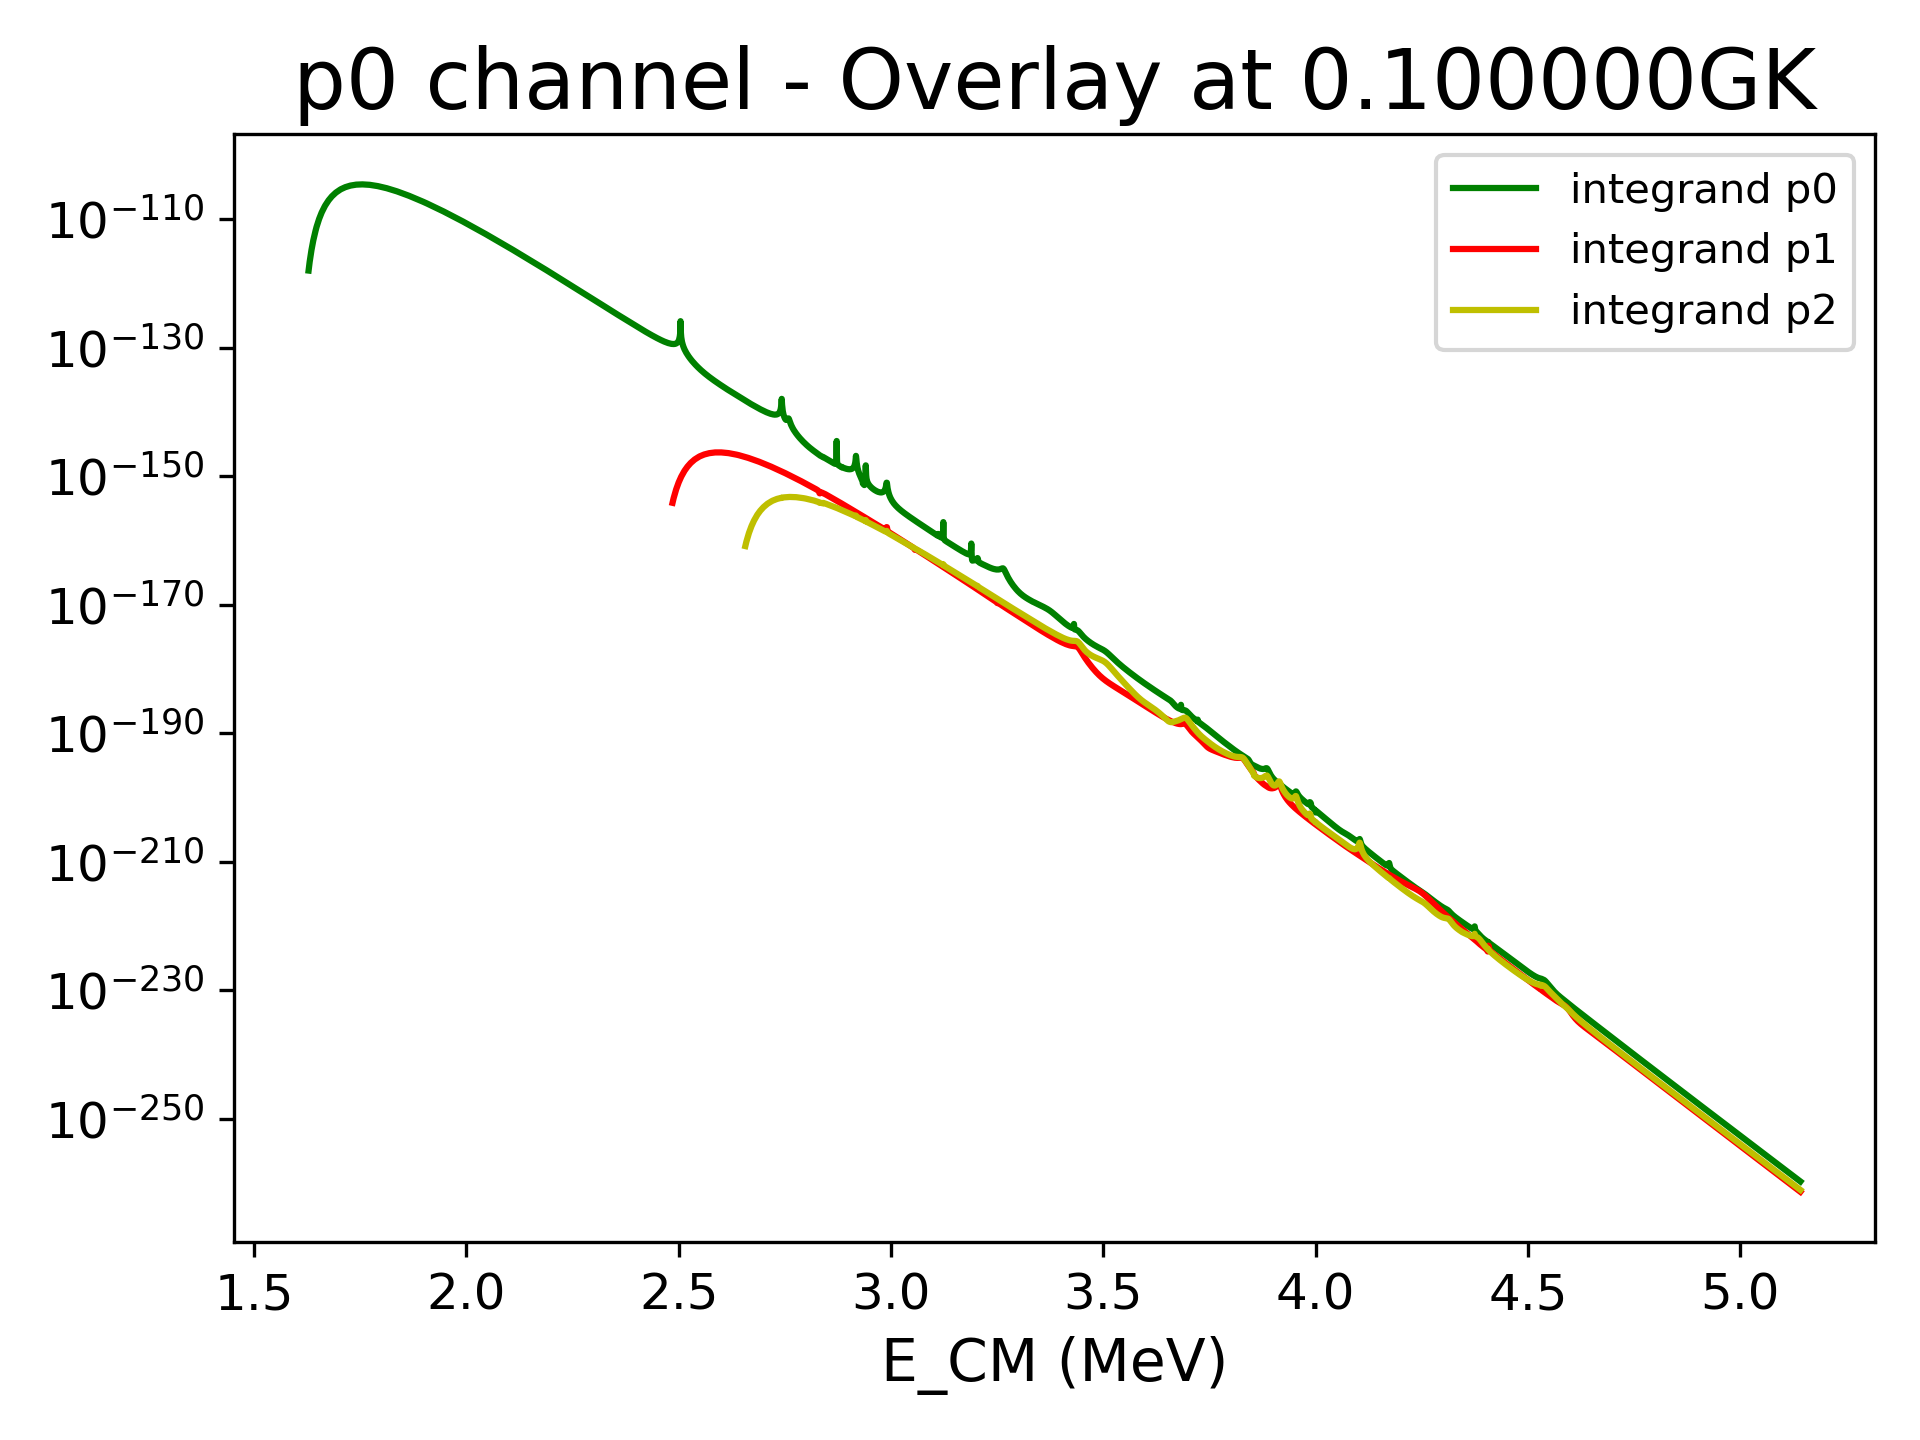 p0 channel - Overlay at 0.100000GK
integrand p0
integrand p1
integrand p2
10⁻¹¹⁰
10⁻¹³⁰
10⁻¹⁵⁰
10⁻¹⁷⁰
10⁻¹⁹⁰
10⁻²¹⁰
10⁻²³⁰
10⁻²⁵⁰
1.5 2.0 2.5 3.0 3.5 4.0 4.5 5.0
E_CM (MeV)